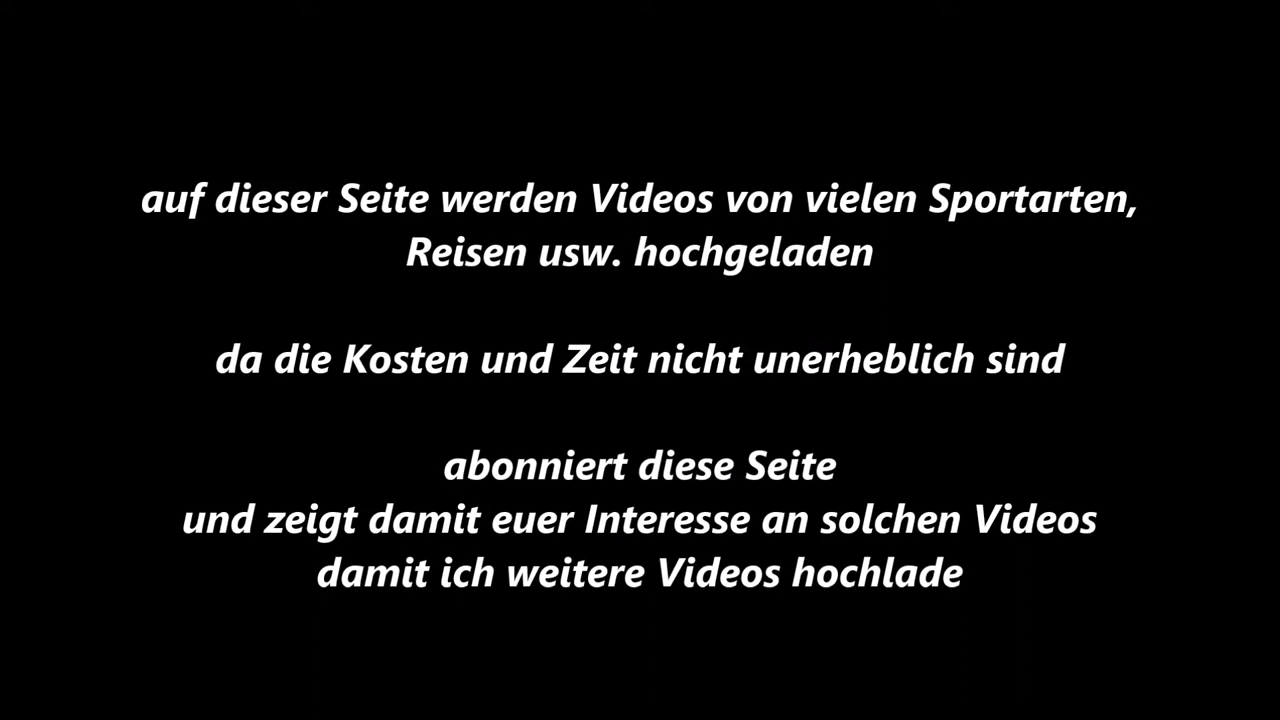 auf dieser Seite werden Videos von vielen Sportarten,
Reisen usw. hochgeladen
da die Kosten und Zeit nicht unerheblich sind
abonniert diese Seite
und zeigt damit euer Interesse an solchen Videos
damit ich weitere Videos hochlade